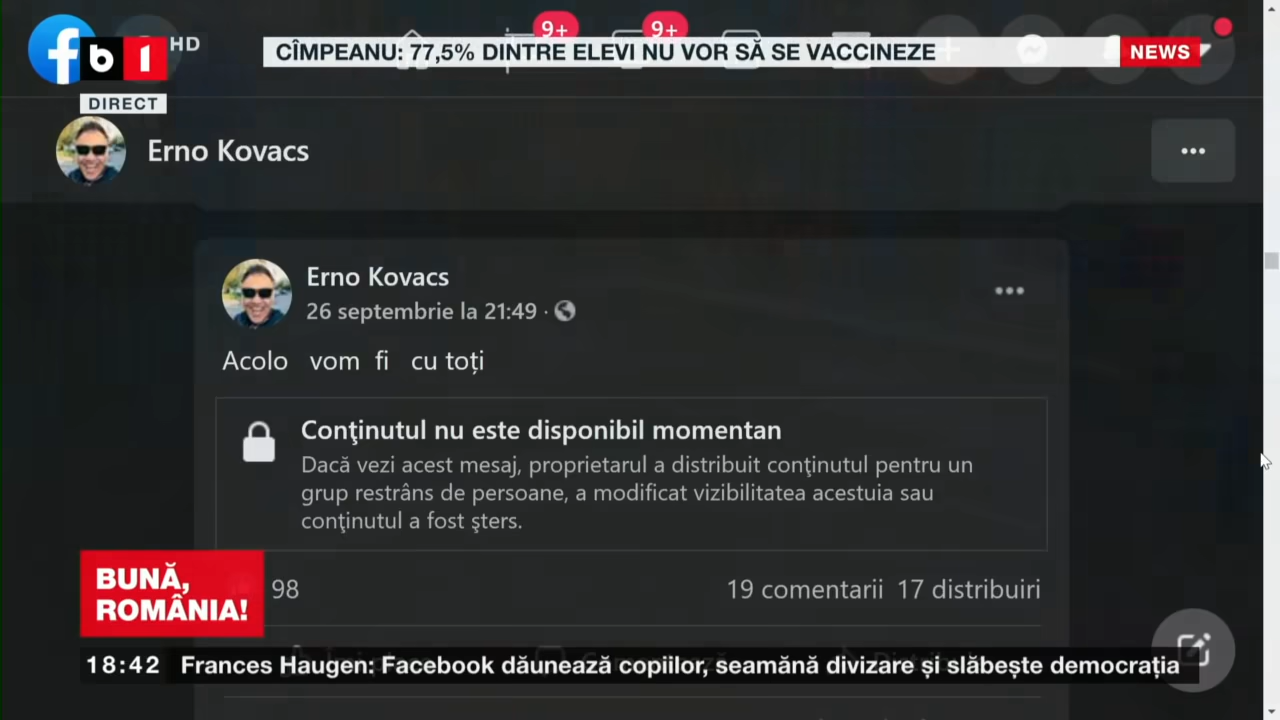 9+
9+
f
b1
HD
CÎMPEANU: 77,5% DINTRE ELEVI NU VOR SĂ SE VACCINEZE
NEWS
DIRECT
Erno Kovacs
Erno Kovacs
26 septembrie la 21:49 ·
Acolo vom fi cu toți
Conţinutul nu este disponibil momentan
Dacă vezi acest mesaj, proprietarul a distribuit conţinutul pentru un
grup restrâns de persoane, a modificat vizibilitatea acestuia sau
conţinutul a fost şters.
98
19 comentarii 17 distribuiri
BUNĂ,
ROMÂNIA!
18:42 Frances Haugen: Facebook dăunează copiilor, seamănă divizare și slăbește democrația